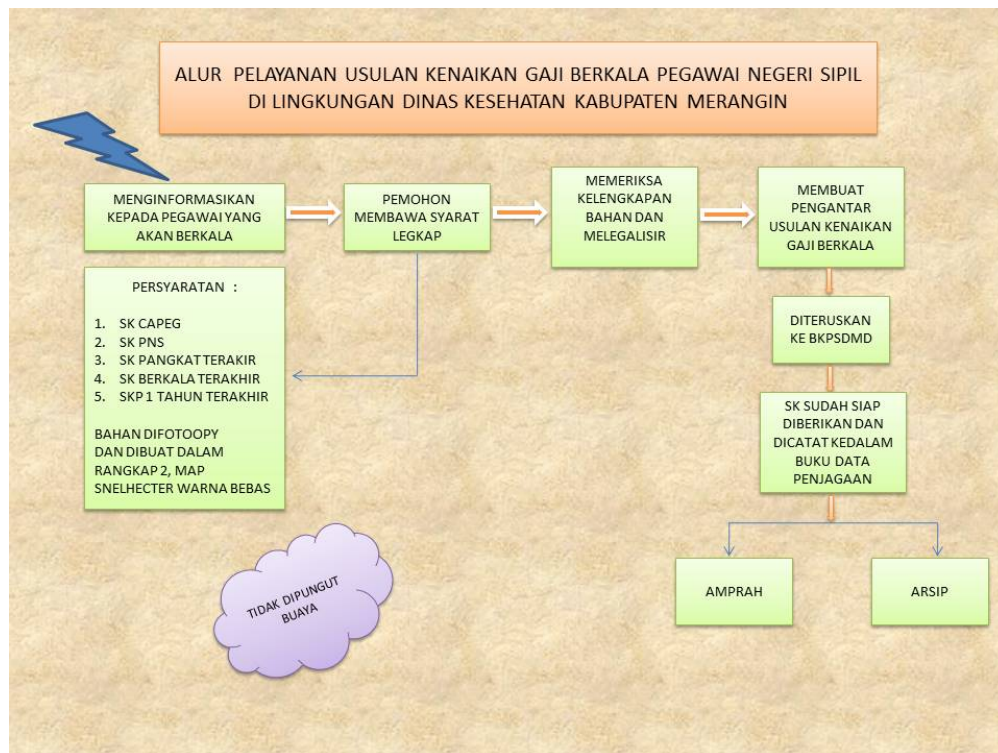 ALUR PELAYANAN USULAN KENAIKAN GAJI BERKALA PEGAWAI NEGERI SIPIL
DI LINGKUNGAN DINAS KESEHATAN KABUPATEN MERANGIN
MENGINFORMASIKAN
KEPADA PEGAWAI YANG
AKAN BERKALA
PEMOHON
MEMBAWA SYARAT
LEGKAP
MEMERIKSA
KELENGKAPAN
BAHAN DAN
MELEGALISIR
MEMBUAT
PENGANTAR
USULAN KENAIKAN
GAJI BERKALA
PERSYARATAN :
1. SK CAPEG
2. SK PNS
3. SK PANGKAT TERAKIR
4. SK BERKALA TERAKHIR
5. SKP 1 TAHUN TERAKHIR
BAHAN DIFOTOOPY
DAN DIBUAT DALAM
RANGKAP 2, MAP
SNELHECTER WARNA BEBAS
DITERUSKAN
KE BKPSDMD
SK SUDAH SIAP
DIBERIKAN DAN
DICATAT KEDALAM
BUKU DATA
PENJAGAAN
AMPRAH
ARSIP
TIDAK DIPUNGUT
BUAYA